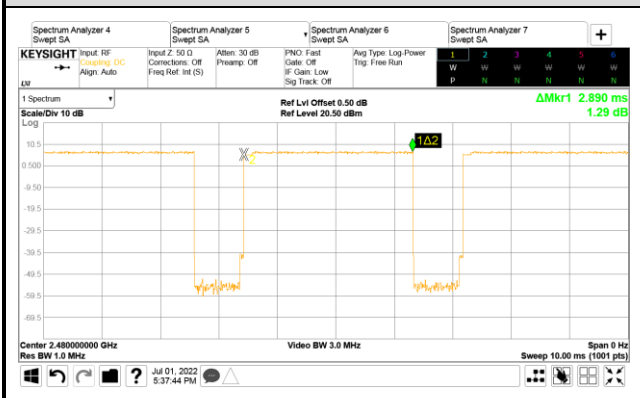 Spectrum Analyzer 4
Swept SA
Spectrum Analyzer 5
Swept SA
Spectrum Analyzer 6
Swept SA
Spectrum Analyzer 7
Swept SA
+
KEYSIGHT
Input: RF
Coupling: DC
Align: Auto
Input Z: 50 Ω
Corrections: Off
Freq Ref: Int (S)
Atten: 30 dB
Preamp: Off
PNO: Fast
Gate: Off
IF Gain: Low
Sig Track: Off
Avg Type: Log-Power
Trig: Free Run
1 2 3 4 5 6
W W W W W W
P N N N N N
LXI
1 Spectrum
Scale/Div 10 dB
Ref Lvl Offset 0.50 dB
Ref Level 20.50 dBm
ΔMkr1 2.890 ms
1.29 dB
Log
10.5
0.500
-9.50
-19.5
-29.5
-39.5
-49.5
-59.5
-69.5
X
2
1Δ2
Center 2.480000000 GHz
Res BW 1.0 MHz
Video BW 3.0 MHz
Span 0 Hz
Sweep 10.00 ms (1001 pts)
?
Jul 01, 2022
5:37:44 PM